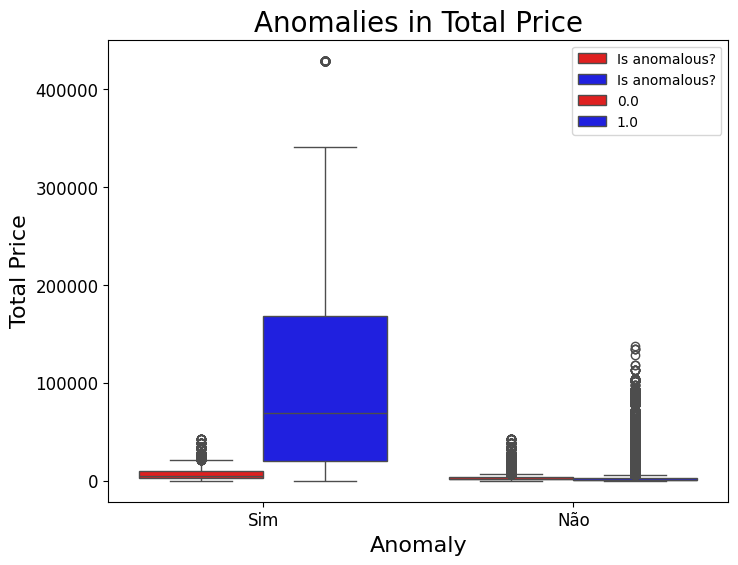 Anomalies in Total Price
Is anomalous?
Is anomalous?
0.0
1.0
400000
300000
200000
100000
0
Total Price
Sim
Não
Anomaly